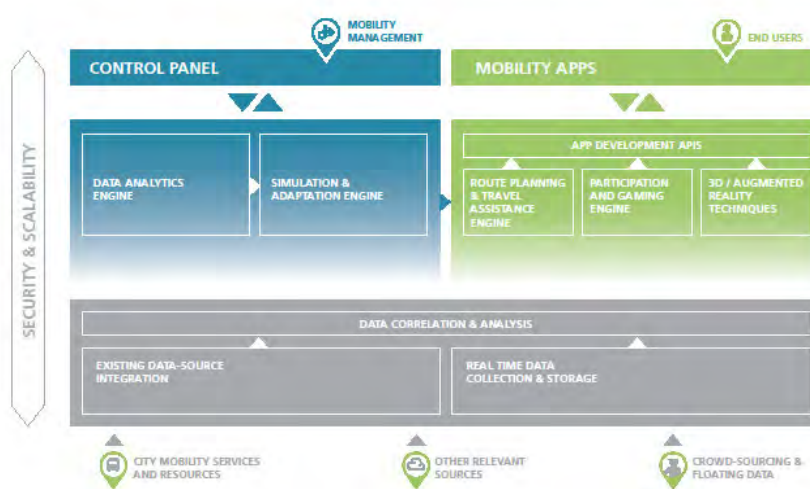 MOBILITY
MANAGEMENT
END USERS
CONTROL PANEL
MOBILITY APPS
SECURITY & SCALABILITY
DATA ANALYTICS
ENGINE
SIMULATION &
ADAPTATION ENGINE
APP DEVELOPMENT APIS
ROUTE PLANNING
& TRAVEL
ASSISTANCE
ENGINE
PARTICIPATION
AND GAMING
ENGINE
3D / AUGMENTED
REALITY
TECHNIQUES
DATA CORRELATION & ANALYSIS
EXISTING DATA-SOURCE
INTEGRATION
REAL TIME DATA
COLLECTION & STORAGE
CITY MOBILITY SERVICES
AND RESOURCES
OTHER RELEVANT
SOURCES
CROWD-SOURCING &
FLOATING DATA